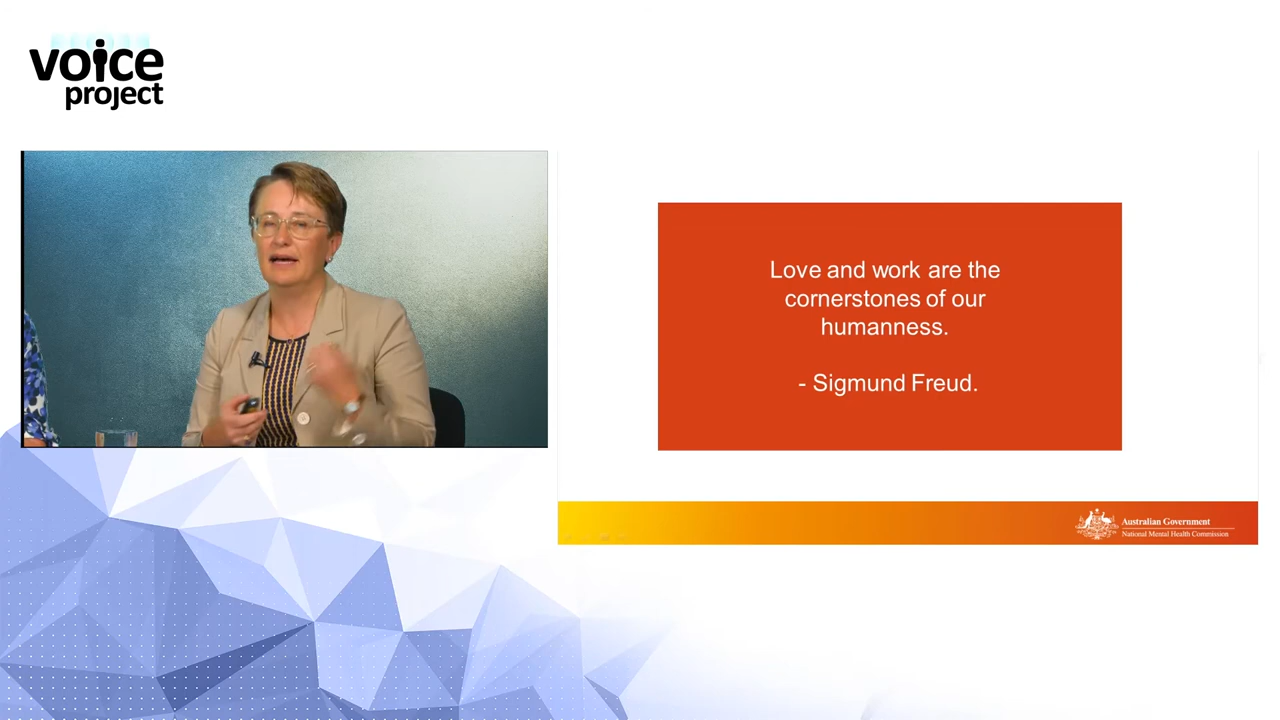 voice
project
Love and work are the
cornerstones of our
humanness.
- Sigmund Freud.
Australian Government
National Mental Health Commission